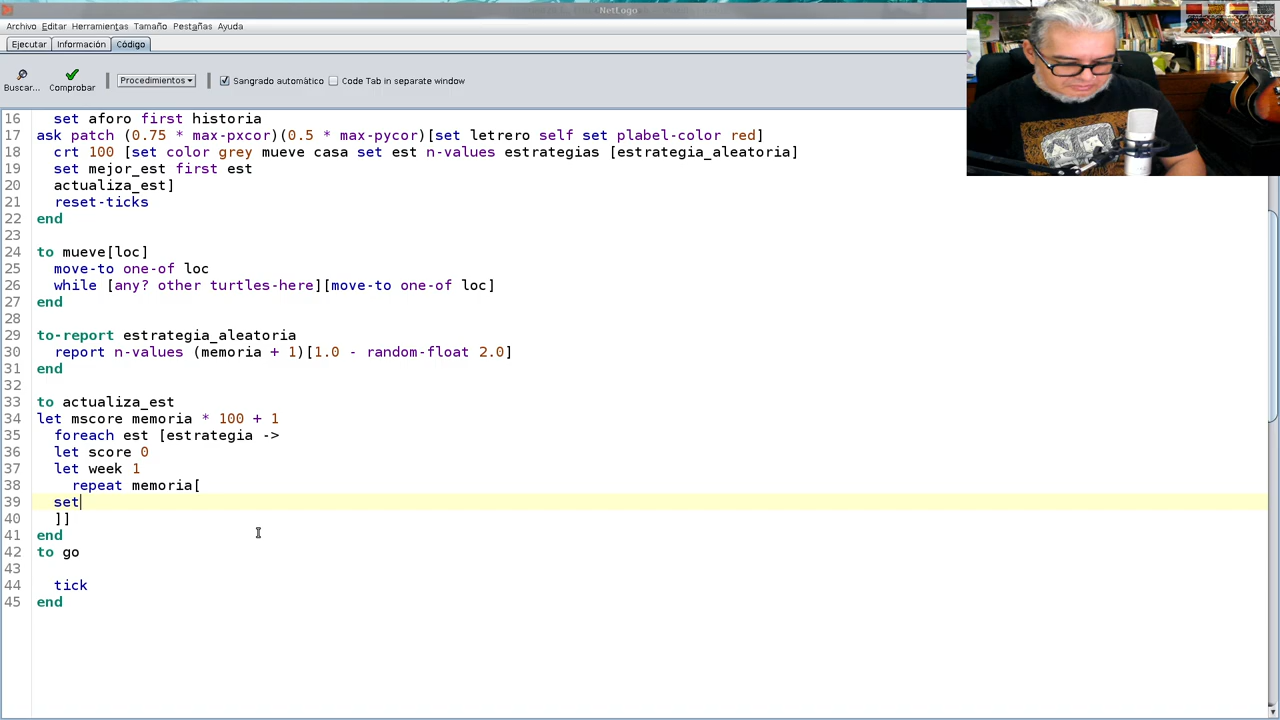 NetLogo
Archivo Editar Herramientas Tamaño Pestañas Ayuda
Ejecutar Información Código
Buscar... Comprobar Procedimientos Sangrado automático Code Tab in separate window
16 set aforo first historia
17 ask patch (0.75 * max-pxcor)(0.5 * max-pycor)[set letrero self set plabel-color red]
18 crt 100 [set color grey mueve casa set est n-values estrategias [estrategia_aleatoria]
19 set mejor_est first est
20 actualiza_est]
21 reset-ticks
22 end
23
24 to mueve[loc]
25 move-to one-of loc
26 while [any? other turtles-here][move-to one-of loc]
27 end
28
29 to-report estrategia_aleatoria
30 report n-values (memoria + 1)[1.0 - random-float 2.0]
31 end
32
33 to actualiza_est
34 let mscore memoria * 100 + 1
35 foreach est [estrategia ->
36 let score 0
37 let week 1
38 repeat memoria[
39 set
40 ]]
41 end
42 to go
43
44 tick
45 end